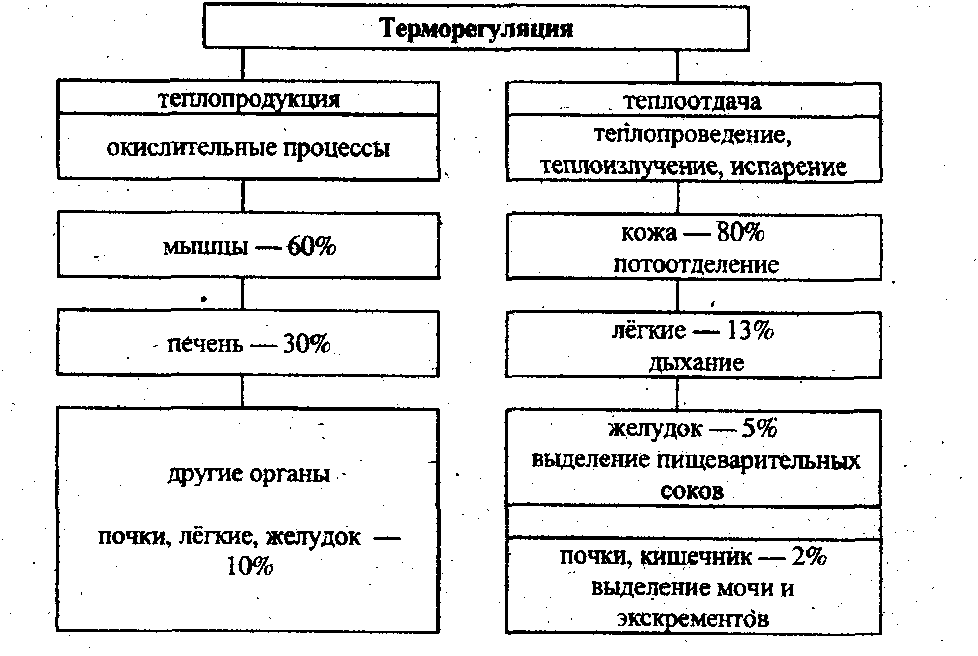 Терморегуляция
теплопродукция
окислительные процессы
мышцы — 60%
печень — 30%
другие органы
почки, лёгкие, желудок —
10%
теплоотдача
теплопроведение,
теплоизлучение, испарение
кожа — 80%
потоотделение
лёгкие — 13%
дыхание
желудок — 5%
выделение пищеварительных
соков
почки, кишечник — 2%
выделение мочи и
экскрементов